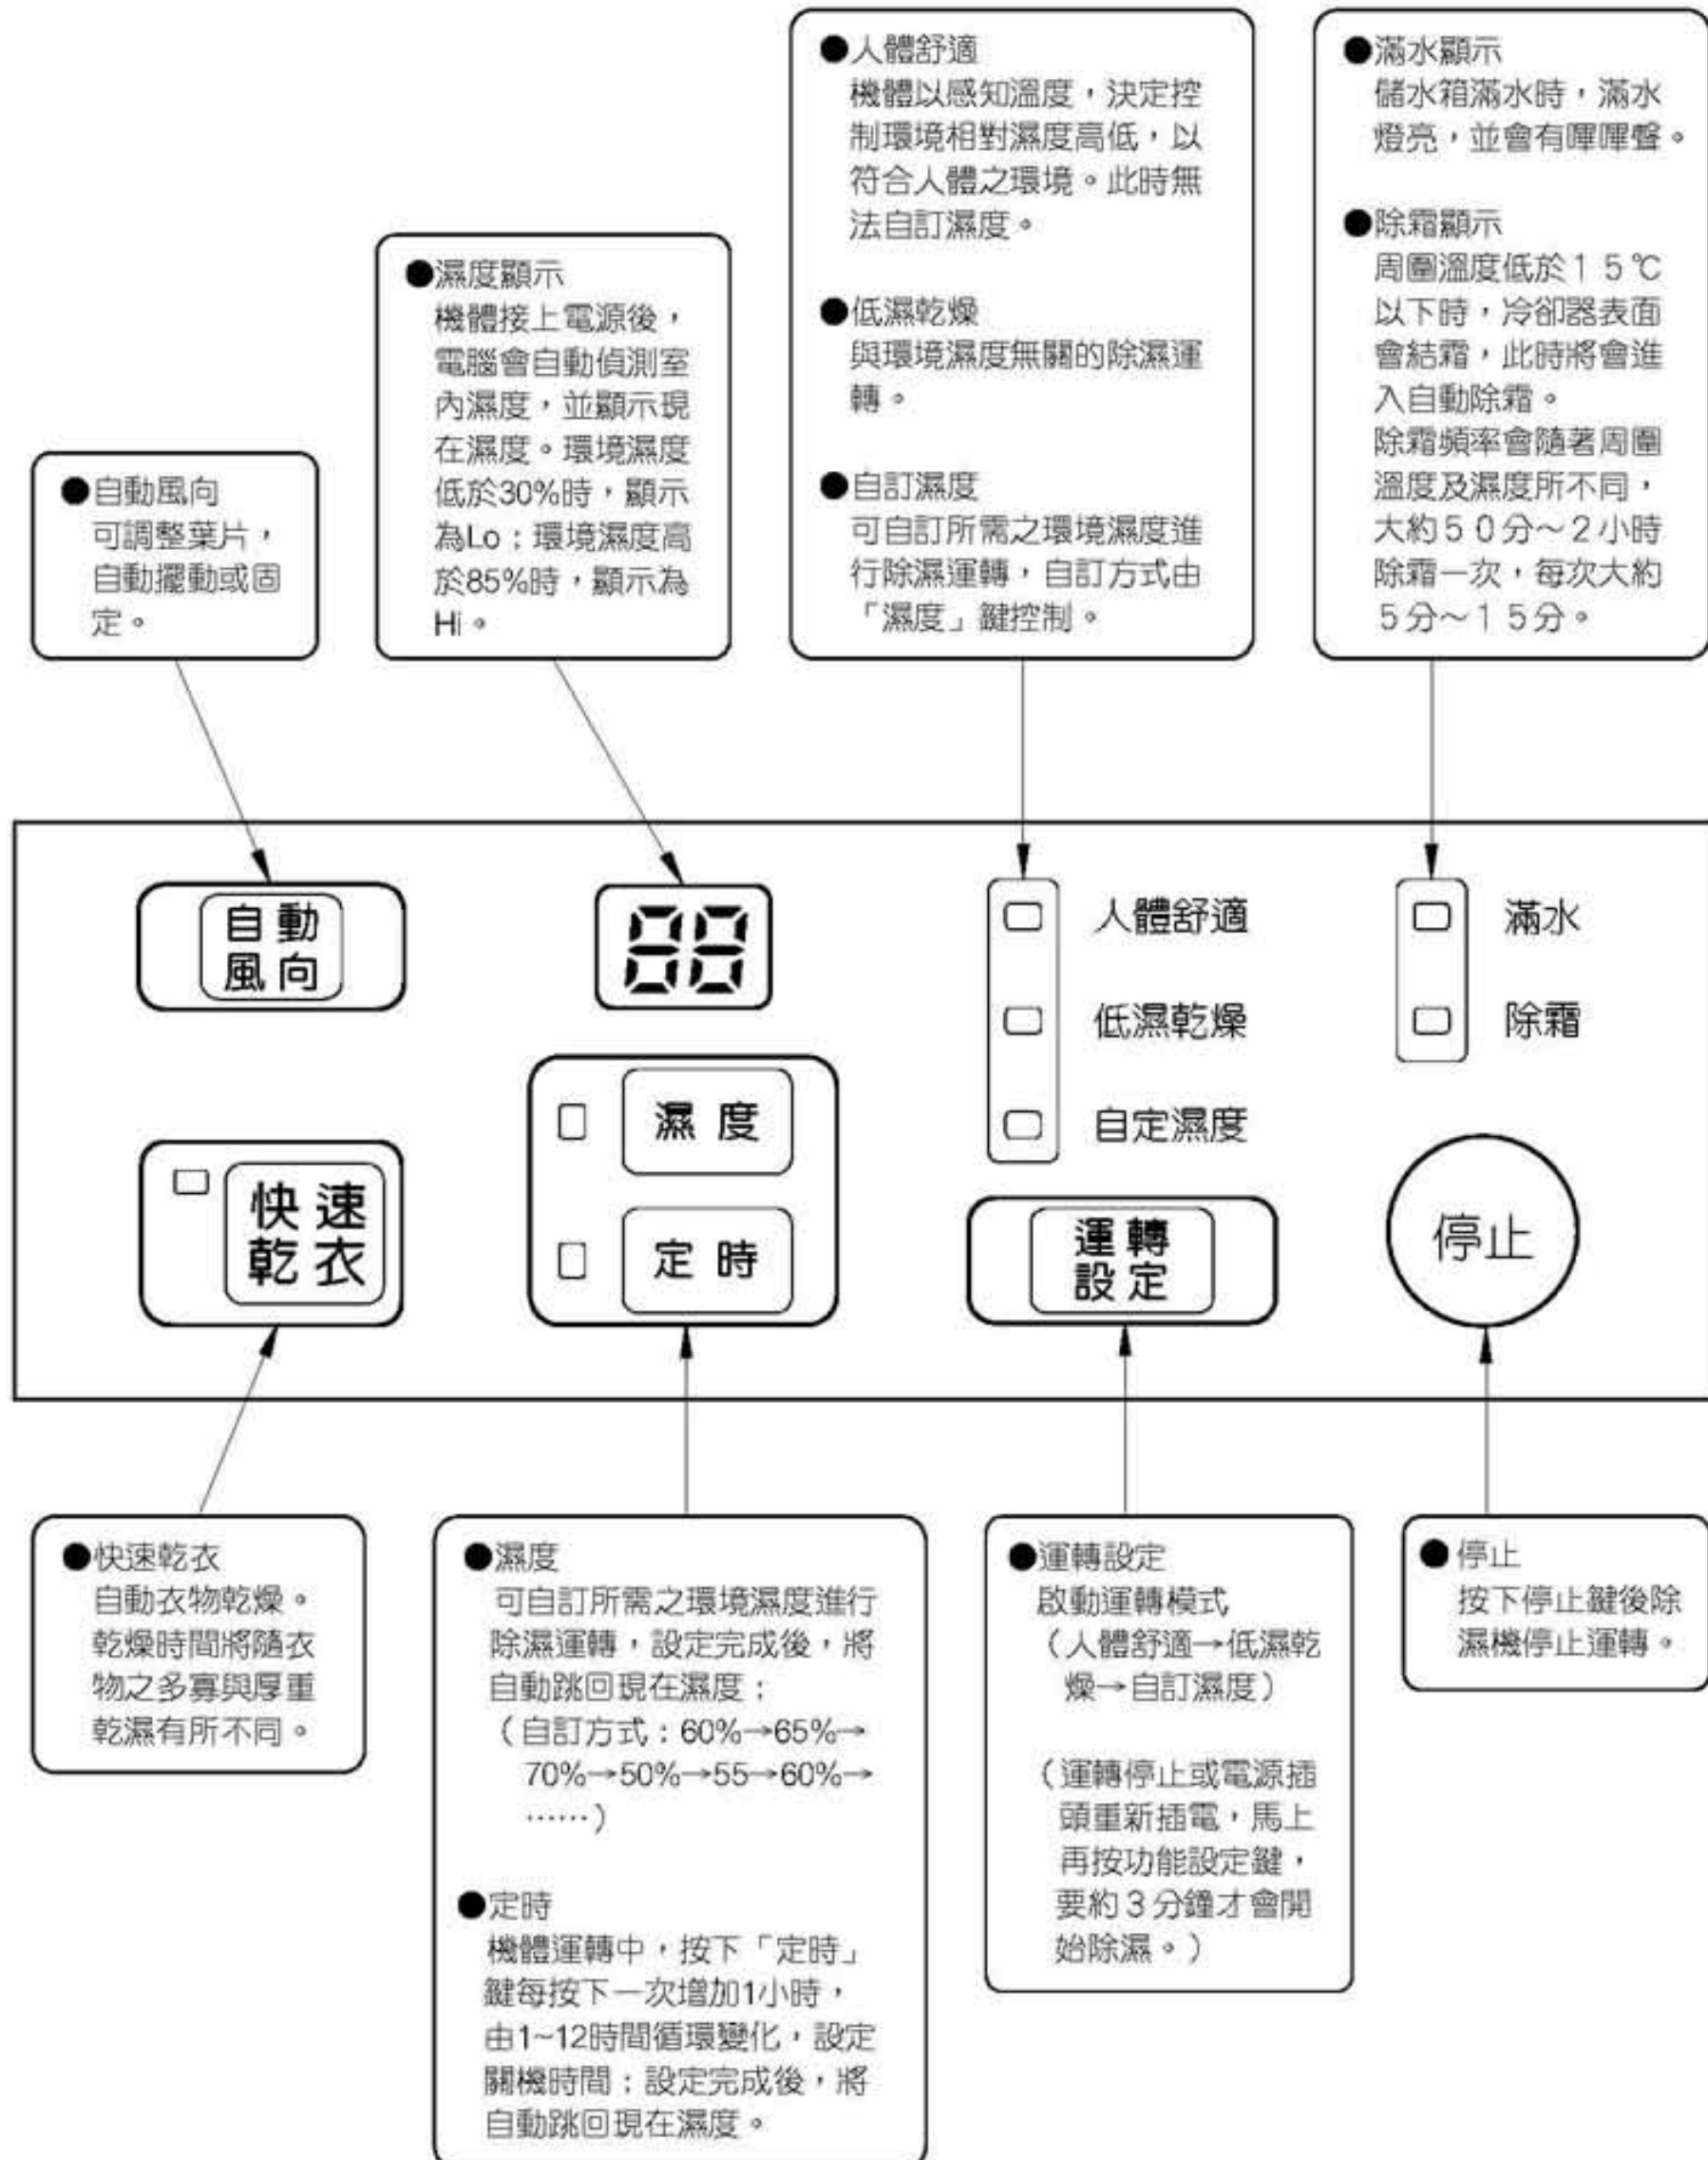 ●人體舒適
機體以感知溫度，決定控
制環境相對濕度高低，以
符合人體之環境。此時無
法自訂濕度。
●低濕乾燥
與環境濕度無關的除濕運
轉。
●自訂濕度
可自訂所需之環境濕度進
行除濕運轉，自訂方式由
「濕度」鍵控制。
●滿水顯示
儲水箱滿水時，滿水
燈亮，並會有嗶嗶聲。
●除霜顯示
周圍溫度低於15℃
以下時，冷卻器表面
會結霜，此時將會進
入自動除霜。
除霜頻率會隨著周圍
溫度及濕度所不同，
大約50分～2小時
除霜一次，每次大約
5分～15分。
●濕度顯示
機體接上電源後，
電腦會自動偵測室
內濕度，並顯示現
在濕度。環境濕度
低於30%時，顯示
為Lo；環境濕度高
於85%時，顯示為
Hi。
●自動風向
可調整葉片，
自動擺動或固
定。
自動
風向
88
人體舒適
低濕乾燥
自定濕度
滿水
除霜
快速
乾衣
濕度
定時
運轉
設定
停止
●快速乾衣
自動衣物乾燥。
乾燥時間將隨衣
物之多寡與厚重
乾濕有所不同。
●濕度
可自訂所需之環境濕度進行
除濕運轉，設定完成後，將
自動跳回現在濕度；
（自訂方式：60%→65%→
70%→50%→55→60%→
……）
●定時
機體運轉中，按下「定時」
鍵每按下一次增加1小時，
由1~12時間循環變化，設定
關機時間；設定完成後，將
自動跳回現在濕度。
●運轉設定
啟動運轉模式
（人體舒適→低濕乾
燥→自訂濕度）
（運轉停止或電源插
頭重新插電，馬上
再按功能設定鍵，
要約3分鐘才會開
始除濕。）
●停止
按下停止鍵後除
濕機停止運轉。